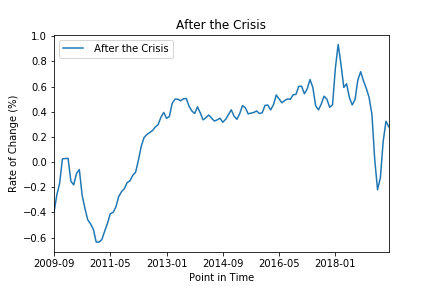 After the Crisis
After the Crisis
1.0
0.8
0.6
0.4
0.2
0.0
−0.2
−0.4
−0.6
Rate of Change (%)
2009-09 2011-05 2013-01 2014-09 2016-05 2018-01
Point in Time